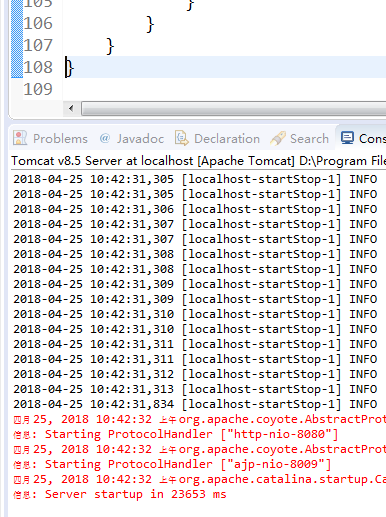 105 }
106 }
107 }
108 }
109
Problems @ Javadoc Declaration Search Cons
Tomcat v8.5 Server at localhost [Apache Tomcat] D:\Program File
2018-04-25 10:42:31,305 [localhost-startStop-1] INFO
2018-04-25 10:42:31,305 [localhost-startStop-1] INFO
2018-04-25 10:42:31,306 [localhost-startStop-1] INFO
2018-04-25 10:42:31,307 [localhost-startStop-1] INFO
2018-04-25 10:42:31,307 [localhost-startStop-1] INFO
2018-04-25 10:42:31,308 [localhost-startStop-1] INFO
2018-04-25 10:42:31,308 [localhost-startStop-1] INFO
2018-04-25 10:42:31,309 [localhost-startStop-1] INFO
2018-04-25 10:42:31,309 [localhost-startStop-1] INFO
2018-04-25 10:42:31,310 [localhost-startStop-1] INFO
2018-04-25 10:42:31,310 [localhost-startStop-1] INFO
2018-04-25 10:42:31,311 [localhost-startStop-1] INFO
2018-04-25 10:42:31,311 [localhost-startStop-1] INFO
2018-04-25 10:42:31,312 [localhost-startStop-1] INFO
2018-04-25 10:42:31,313 [localhost-startStop-1] INFO
2018-04-25 10:42:31,834 [localhost-startStop-1] INFO
四月 25, 2018 10:42:32 上午 org.apache.coyote.AbstractProt
信息: Starting ProtocolHandler ["http-nio-8080"]
四月 25, 2018 10:42:32 上午 org.apache.coyote.AbstractProt
信息: Starting ProtocolHandler ["ajp-nio-8009"]
四月 25, 2018 10:42:32 上午 org.apache.catalina.startup.Ca
信息: Server startup in 23653 ms